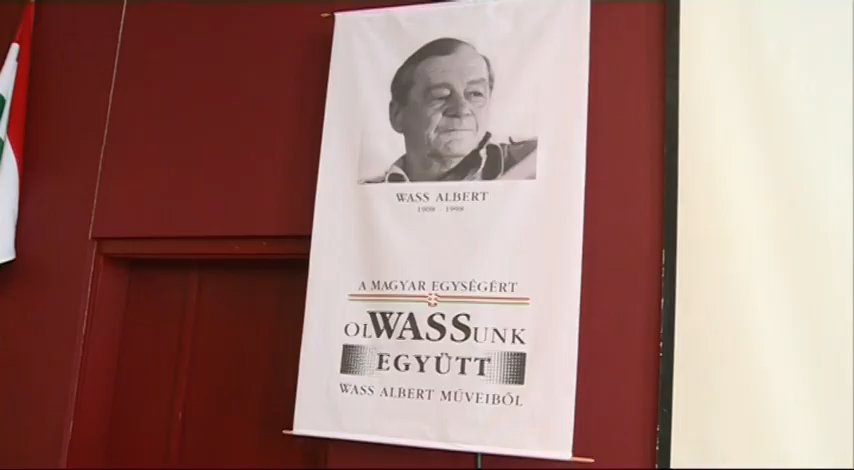 WASS ALBERT
1908 - 1998
A MAGYAR EGYSÉGÉRT
OLWASSUNK
EGYÜTT
WASS ALBERT MŰVEIBŐL